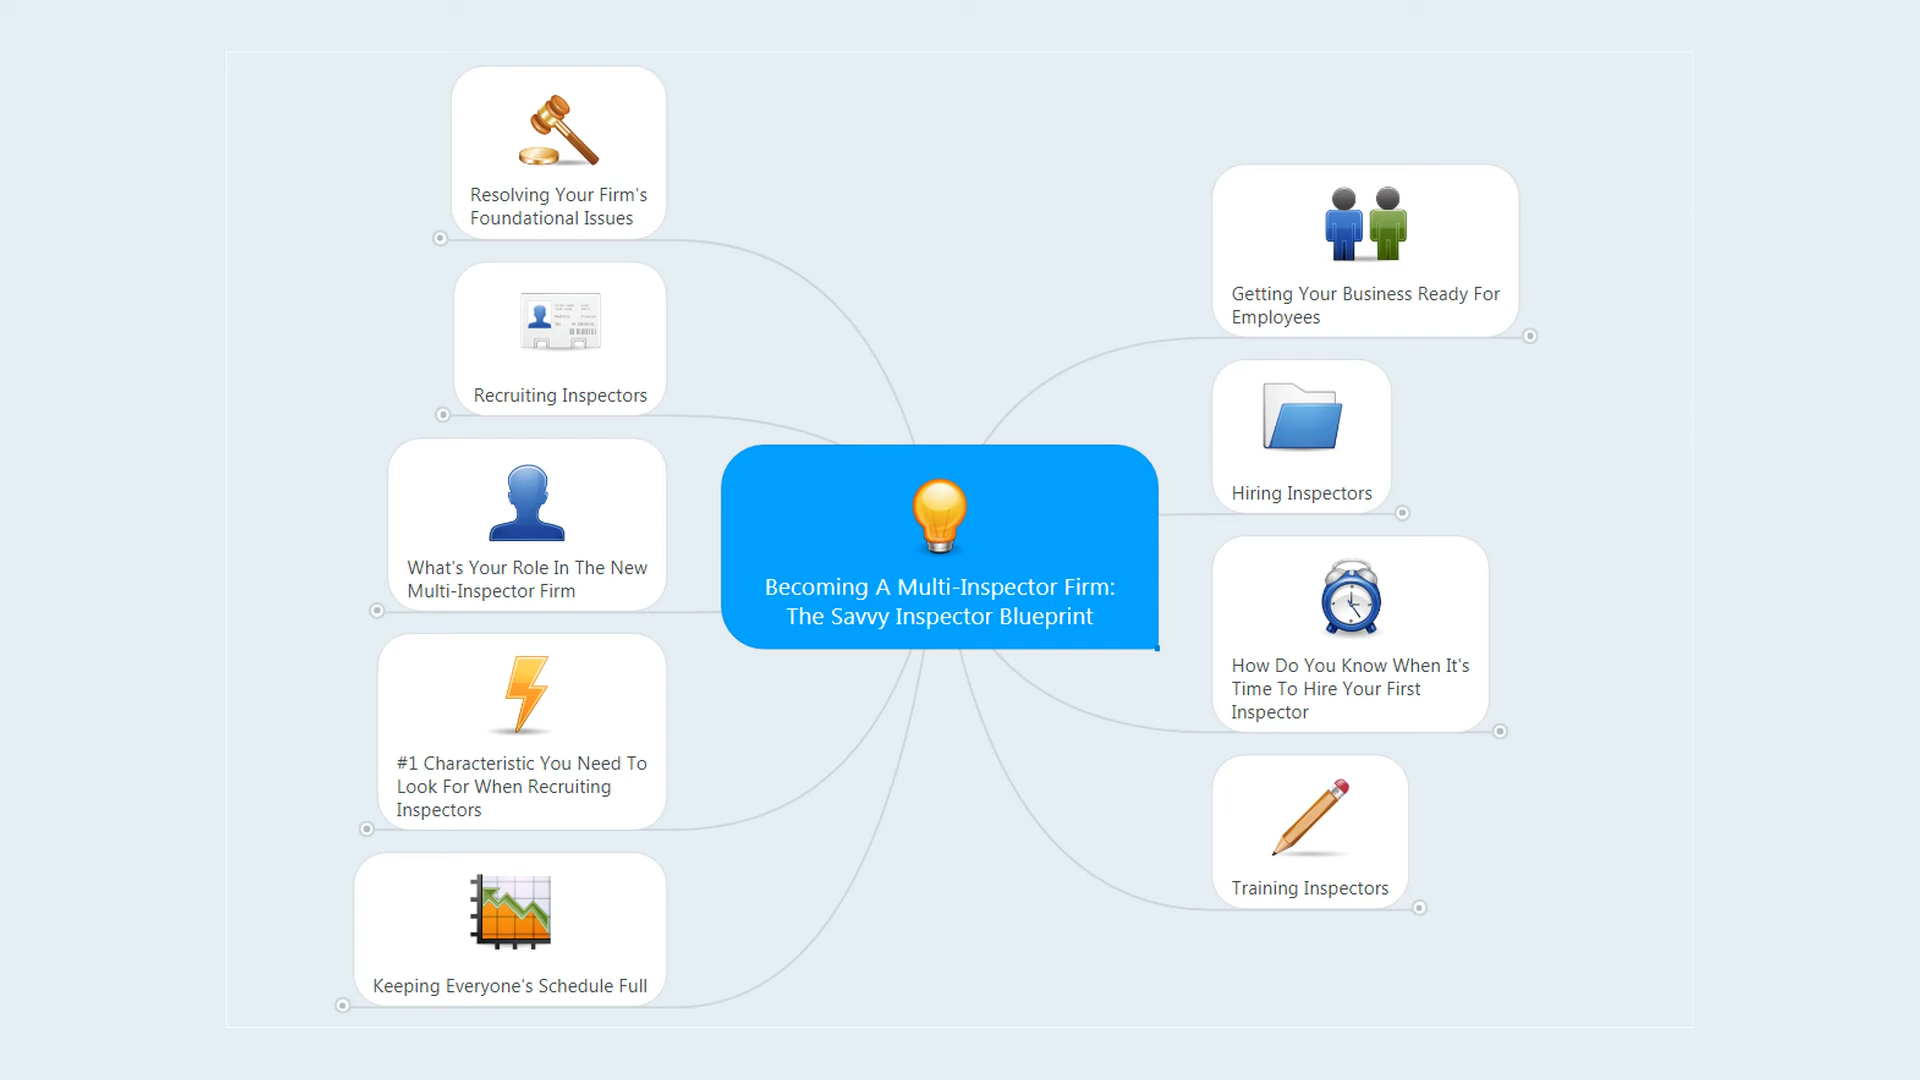 Resolving Your Firm's
Foundational Issues
Recruiting Inspectors
What's Your Role In The New
Multi-Inspector Firm
#1 Characteristic You Need To
Look For When Recruiting
Inspectors
Keeping Everyone's Schedule Full
Becoming A Multi-Inspector Firm:
The Savvy Inspector Blueprint
Getting Your Business Ready For
Employees
Hiring Inspectors
How Do You Know When It's
Time To Hire Your First
Inspector
Training Inspectors